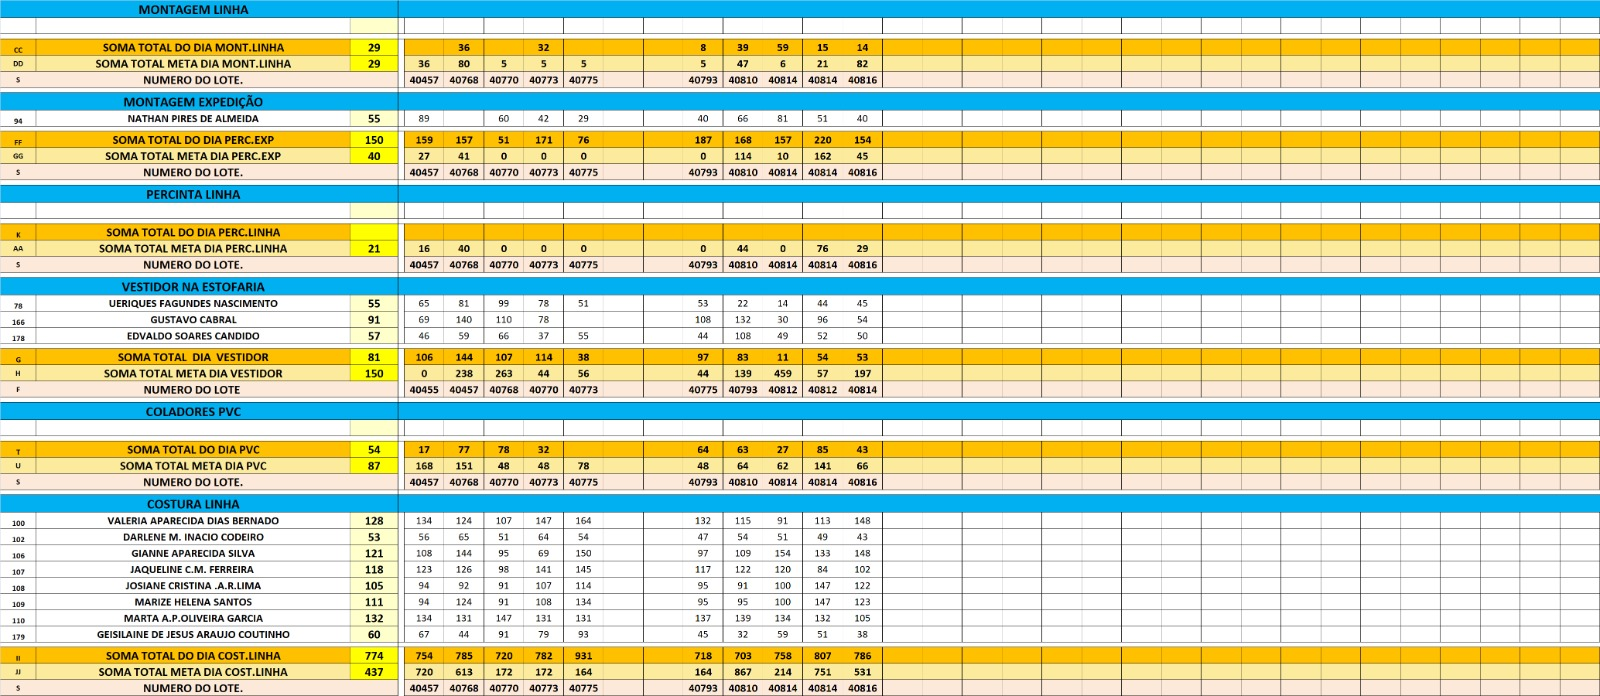 MONTAGEM LINHA
CC SOMA TOTAL DO DIA MONT.LINHA 29 36 32 8 39 59 15 14
DD SOMA TOTAL META DIA MONT.LINHA 29 36 80 5 5 5 5 47 6 21 82
S NUMERO DO LOTE. 40457 40768 40770 40773 40775 40793 40810 40814 40814 40816
MONTAGEM EXPEDIÇÃO
94 NATHAN PIRES DE ALMEIDA 55 89 60 42 29 40 66 81 51 40
FF SOMA TOTAL DO DIA PERC.EXP 150 159 157 51 171 76 187 168 157 220 154
GG SOMA TOTAL META DIA PERC.EXP 40 27 41 0 0 0 0 114 10 162 45
S NUMERO DO LOTE. 40457 40768 40770 40773 40775 40793 40810 40814 40814 40816
PERCINTA LINHA
K SOMA TOTAL DO DIA PERC.LINHA
AA SOMA TOTAL META DIA PERC.LINHA 21 16 40 0 0 0 0 44 0 76 29
S NUMERO DO LOTE. 40457 40768 40770 40773 40775 40793 40810 40814 40814 40816
VESTIDOR NA ESTOFARIA
78 UERIQUES FAGUNDES NASCIMENTO 55 65 81 99 78 51 53 22 14 44 45
166 GUSTAVO CABRAL 91 69 140 110 78 108 132 30 96 54
178 EDVALDO SOARES CANDIDO 57 46 59 66 37 55 44 108 49 52 50
G SOMA TOTAL DIA VESTIDOR 81 106 144 107 114 38 97 83 11 54 53
H SOMA TOTAL META DIA VESTIDOR 150 0 238 263 44 56 44 139 459 57 197
F NUMERO DO LOTE 40455 40457 40768 40770 40773 40775 40793 40812 40812 40814
COLADORES PVC
T SOMA TOTAL DO DIA PVC 54 17 77 78 32 64 63 27 85 43
U SOMA TOTAL META DIA PVC 87 168 151 48 48 78 48 64 62 141 66
S NUMERO DO LOTE. 40457 40768 40770 40773 40775 40793 40810 40814 40814 40816
COSTURA LINHA
100 VALERIA APARECIDA DIAS BERNADO 128 134 124 107 147 164 132 115 91 113 148
102 DARLENE M. INACIO CODEIRO 53 56 65 51 64 54 47 54 51 49 43
106 GIANNE APARECIDA SILVA 121 108 144 95 69 150 97 109 154 133 148
107 JAQUELINE C.M. FERREIRA 118 123 126 98 141 145 117 122 120 84 102
108 JOSIANE CRISTINA .A.R.LIMA 105 94 92 91 107 114 95 91 100 147 122
109 MARIZE HELENA SANTOS 111 94 124 91 108 134 95 95 100 147 123
110 MARTA A.P.OLIVEIRA GARCIA 132 134 131 147 131 131 137 139 134 132 105
179 GEISILAINE DE JESUS ARAUJO COUTINHO 60 67 44 91 79 93 45 32 59 51 38
II SOMA TOTAL DO DIA COST.LINHA 774 754 785 720 782 931 718 703 758 807 786
JJ SOMA TOTAL META DIA COST.LINHA 437 720 613 172 172 164 164 867 214 751 531
S NUMERO DO LOTE. 40457 40768 40770 40773 40775 40793 40810 40814 40814 40816